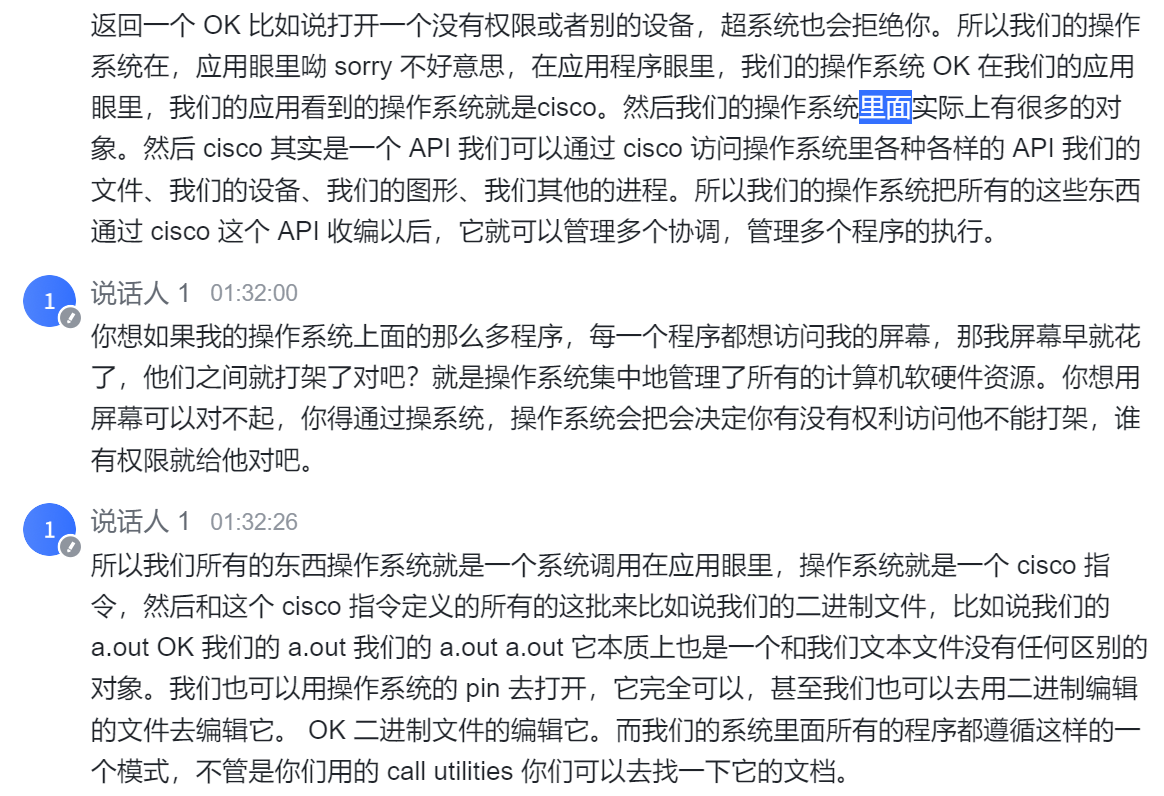 返回一个 OK 比如说打开一个没有权限或者别的设备，超系统也会拒绝你。所以我们的操作
系统在，应用眼里呦 sorry 不好意思，在应用程序眼里，我们的操作系统 OK 在我们的应用
眼里，我们的应用看到的操作系统就是cisco。然后我们的操作系统里面实际上有很多的对
象。然后 cisco 其实是一个 API 我们可以通过 cisco 访问操作系统里各种各样的 API 我们的
文件、我们的设备、我们的图形、我们其他的进程。所以我们的操作系统把所有的这些东西
通过 cisco 这个 API 收编以后，它就可以管理多个协调，管理多个程序的执行。
1
说话人 1 01:32:00
你想如果我的操作系统上面的那么多程序，每一个程序都想访问我的屏幕，那我屏幕早就花
了，他们之间就打架了对吧？就是操作系统集中地管理了所有的计算机软硬件资源。你想用
屏幕可以对不起，你得通过操系统，操作系统会把会决定你有没有权利访问他不能打架，谁
有权限就给他对吧。
1
说话人 1 01:32:26
所以我们所有的东西操作系统就是一个系统调用在应用眼里，操作系统就是一个 cisco 指
令，然后和这个 cisco 指令定义的所有的这批来比如说我们的二进制文件，比如说我们的
a.out OK 我们的 a.out 我们的 a.out a.out 它本质上也是一个和我们文本文件没有任何区别的
对象。我们也可以用操作系统的 pin 去打开，它完全可以，甚至我们也可以去用二进制编辑
的文件去编辑它。 OK 二进制文件的编辑它。而我们的系统里面所有的程序都遵循这样的一
个模式，不管是你们用的 call utilities 你们可以去找一下它的文档。